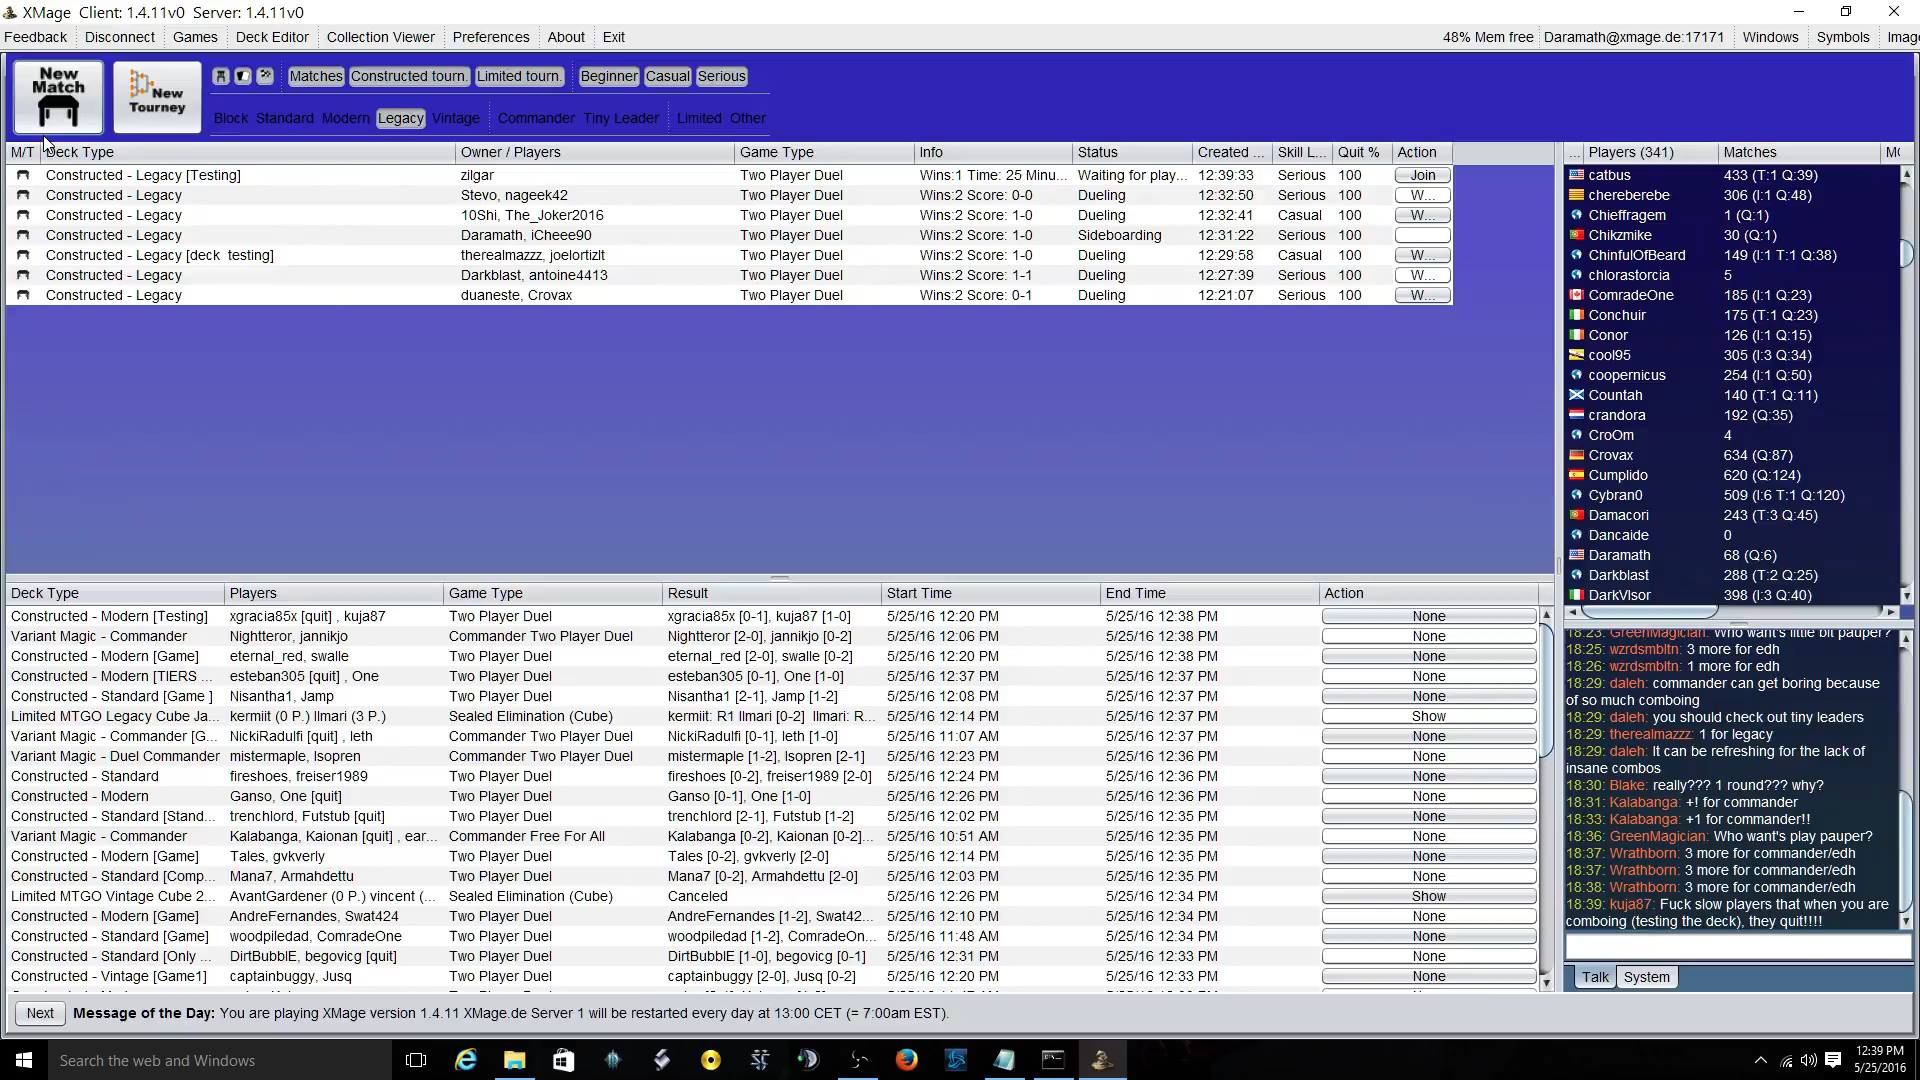 XMage Client: 1.4.11v0 Server: 1.4.11v0
Feedback Disconnect Games Deck Editor Collection Viewer Preferences About Exit 48% Mem free Daramath@xmage.de:17171 Windows Symbols Imag
New Match New Tourney Matches Constructed tourn. Limited tourn. Beginner Casual Serious
Block Standard Modern Legacy Vintage Commander Tiny Leader Limited Other
M/T Deck Type Owner / Players Game Type Info Status Created ... Skill L... Quit % Action
Constructed - Legacy [Testing] zilgar Two Player Duel Wins:1 Time: 25 Minu... Waiting for play... 12:39:33 Serious 100 Join
Constructed - Legacy Stevo, nageek42 Two Player Duel Wins:2 Score: 0-0 Dueling 12:32:50 Serious 100 W...
Constructed - Legacy 10Shi, The_Joker2016 Two Player Duel Wins:2 Score: 1-0 Dueling 12:32:41 Casual 100 W...
Constructed - Legacy Daramath, iCheee90 Two Player Duel Wins:2 Score: 1-0 Sideboarding 12:31:22 Serious 100
Constructed - Legacy [deck testing] therealmazzz, joelortizlt Two Player Duel Wins:2 Score: 1-0 Dueling 12:29:58 Casual 100 W...
Constructed - Legacy Darkblast, antoine4413 Two Player Duel Wins:2 Score: 1-1 Dueling 12:27:39 Serious 100 W...
Constructed - Legacy duaneste, Crovax Two Player Duel Wins:2 Score: 0-1 Dueling 12:21:07 Serious 100 W...
... Players (341) Matches
catbus 433 (T:1 Q:39)
chereberebe 306 (I:1 Q:48)
Chieffragem 1 (Q:1)
Chikzmike 30 (Q:1)
ChinfulOfBeard 149 (I:1 T:1 Q:38)
chlorastorcia 5
ComradeOne 185 (I:1 Q:23)
Conchuir 175 (T:1 Q:23)
Conor 126 (I:1 Q:15)
cool95 305 (I:3 Q:34)
coopernicus 254 (I:1 Q:50)
Countah 140 (T:1 Q:11)
crandora 192 (Q:35)
CroOm 4
Crovax 634 (Q:87)
Cumplido 620 (Q:124)
Cybran0 509 (I:6 T:1 Q:120)
Damacori 243 (T:3 Q:45)
Dancaide 0
Daramath 68 (Q:6)
Darkblast 288 (T:2 Q:25)
DarkVlsor 398 (I:3 Q:40)
Deck Type Players Game Type Result Start Time End Time Action
Constructed - Modern [Testing] xgracia85x [quit] , kuja87 Two Player Duel xgracia85x [0-1], kuja87 [1-0] 5/25/16 12:20 PM 5/25/16 12:38 PM None
Variant Magic - Commander Nightteror, jannikjo Commander Two Player Duel Nightteror [2-0], jannikjo [0-2] 5/25/16 12:06 PM 5/25/16 12:38 PM None
Constructed - Modern [Game] eternal_red, swalle Two Player Duel eternal_red [2-0], swalle [0-2] 5/25/16 12:20 PM 5/25/16 12:38 PM None
Constructed - Modern [TIERS ... esteban305 [quit] , One Two Player Duel esteban305 [0-1], One [1-0] 5/25/16 12:37 PM 5/25/16 12:37 PM None
Constructed - Standard [Game ] Nisantha1, Jamp Two Player Duel Nisantha1 [2-1], Jamp [1-2] 5/25/16 12:08 PM 5/25/16 12:37 PM None
Limited MTGO Legacy Cube Ja... kermiit (0 P.) Ilmari (3 P.) Sealed Elimination (Cube) kermiit: R1 Ilmari [0-2] Ilmari: R... 5/25/16 12:14 PM 5/25/16 12:37 PM Show
Variant Magic - Commander [G... NickiRadulfi [quit] , leth Commander Two Player Duel NickiRadulfi [0-1], leth [1-0] 5/25/16 11:07 AM 5/25/16 12:37 PM None
Variant Magic - Duel Commander mistermaple, lsopren Commander Two Player Duel mistermaple [1-2], lsopren [2-1] 5/25/16 12:23 PM 5/25/16 12:36 PM None
Constructed - Standard fireshoes, freiser1989 Two Player Duel fireshoes [0-2], freiser1989 [2-0] 5/25/16 12:24 PM 5/25/16 12:36 PM None
Constructed - Modern Ganso, One [quit] Two Player Duel Ganso [0-1], One [1-0] 5/25/16 12:26 PM 5/25/16 12:36 PM None
Constructed - Standard [Stand... trenchlord, Futstub [quit] Two Player Duel trenchlord [2-1], Futstub [1-2] 5/25/16 12:02 PM 5/25/16 12:36 PM None
Variant Magic - Commander Kalabanga, Kaionan [quit] , ear... Commander Free For All Kalabanga [0-2], Kaionan [0-2]... 5/25/16 10:51 AM 5/25/16 12:35 PM None
Constructed - Modern [Game] Tales, gvkverly Two Player Duel Tales [0-2], gvkverly [2-0] 5/25/16 12:14 PM 5/25/16 12:35 PM None
Constructed - Standard [Comp... Mana7, Armahdettu Two Player Duel Mana7 [0-2], Armahdettu [2-0] 5/25/16 12:03 PM 5/25/16 12:35 PM None
Limited MTGO Vintage Cube 2... AvantGardener (0 P.) vincent (... Sealed Elimination (Cube) Canceled 5/25/16 12:26 PM 5/25/16 12:34 PM Show
Constructed - Modern [Game] AndreFernandes, Swat424 Two Player Duel AndreFernandes [1-2], Swat42... 5/25/16 12:10 PM 5/25/16 12:34 PM None
Constructed - Standard [Game] woodpiledad, ComradeOne Two Player Duel woodpiledad [1-2], ComradeOn... 5/25/16 11:48 AM 5/25/16 12:34 PM None
Constructed - Standard [Only ... DirtBubblE, begovicg [quit] Two Player Duel DirtBubblE [1-0], begovicg [0-1] 5/25/16 12:31 PM 5/25/16 12:33 PM None
Constructed - Vintage [Game1] captainbuggy, Jusq Two Player Duel captainbuggy [2-0], Jusq [0-2] 5/25/16 12:20 PM 5/25/16 12:33 PM None
18:23: GreenMagician: Who want's little bit pauper?
18:25: wzrdsmbltn: 3 more for edh
18:26: wzrdsmbltn: 1 more for edh
18:29: daleh: commander can get boring because
of so much comboing
18:29: daleh: you should check out tiny leaders
18:29: therealmazzz: 1 for legacy
18:29: daleh: It can be refreshing for the lack of
insane combos
18:30: Blake: really??? 1 round??? why?
18:31: Kalabanga: +! for commander
18:33: Kalabanga: +1 for commander!!
18:36: GreenMagician: Who want's play pauper?
18:37: Wrathborn: 3 more for commander/edh
18:37: Wrathborn: 3 more for commander/edh
18:38: Wrathborn: 3 more for commander/edh
18:39: kuja87: Fuck slow players that when you are
comboing (testing the deck), they quit!!!!
Talk System
Next Message of the Day: You are playing XMage version 1.4.11 XMage.de Server 1 will be restarted every day at 13:00 CET (= 7:00am EST).
Search the web and Windows
12:39 PM
5/25/2016